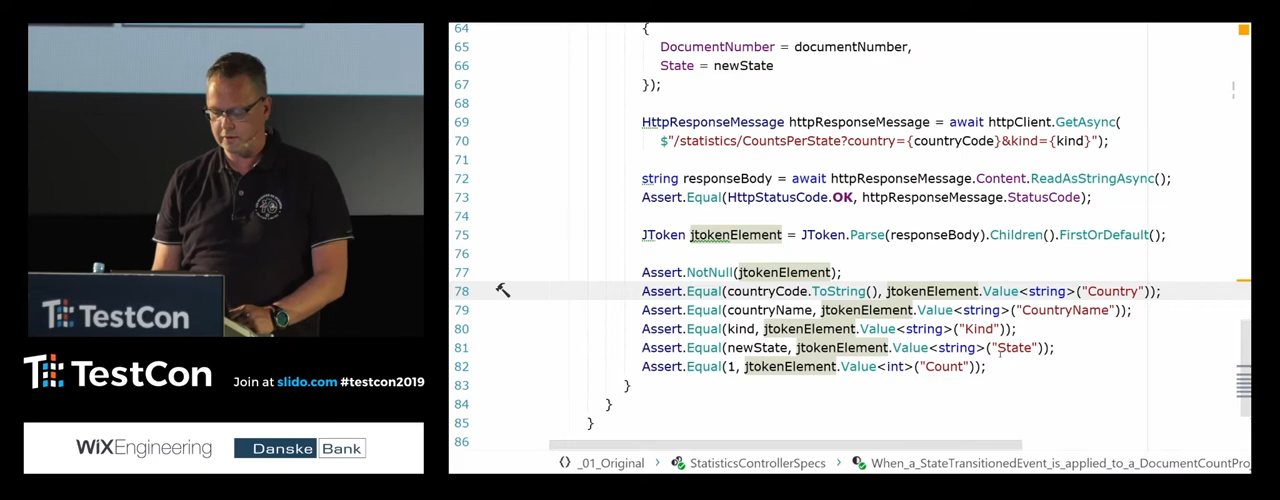 TestCon
TestCon
Join at slido.com #testcon2019
WiXEngineering
Danske Bank
64 {
65 DocumentNumber = documentNumber,
66 State = newState
67 });
68
69 HttpResponseMessage httpResponseMessage = await httpClient.GetAsync(
70 $"/statistics/CountsPerState?country={countryCode}&kind={kind}");
71
72 string responseBody = await httpResponseMessage.Content.ReadAsStringAsync();
73 Assert.Equal(HttpStatusCode.OK, httpResponseMessage.StatusCode);
74
75 JToken jtokenElement = JToken.Parse(responseBody).Children().FirstOrDefault();
76
77 Assert.NotNull(jtokenElement);
78 Assert.Equal(countryCode.ToString(), jtokenElement.Value<string>("Country"));
79 Assert.Equal(countryName, jtokenElement.Value<string>("CountryName"));
80 Assert.Equal(kind, jtokenElement.Value<string>("Kind"));
81 Assert.Equal(newState, jtokenElement.Value<string>("State"));
82 Assert.Equal(1, jtokenElement.Value<int>("Count"));
83 }
84 }
85 }
86
{} _01_Original > StatisticsControllerSpecs > When_a_StateTransitionedEvent_is_applied_to_a_DocumentCountProj